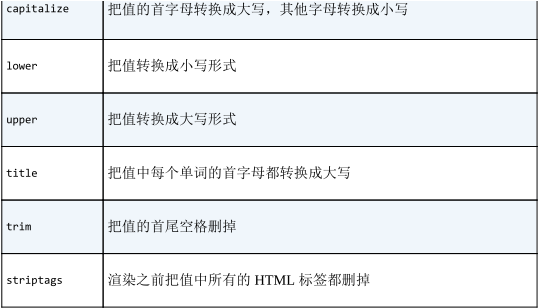 capitalize 把值的首字母转换成大写，其他字母转换成小写
lower 把值转换成小写形式
upper 把值转换成大写形式
title 把值中每个单词的首字母都转换成大写
trim 把值的首尾空格删掉
striptags 渲染之前把值中所有的 HTML 标签都删掉